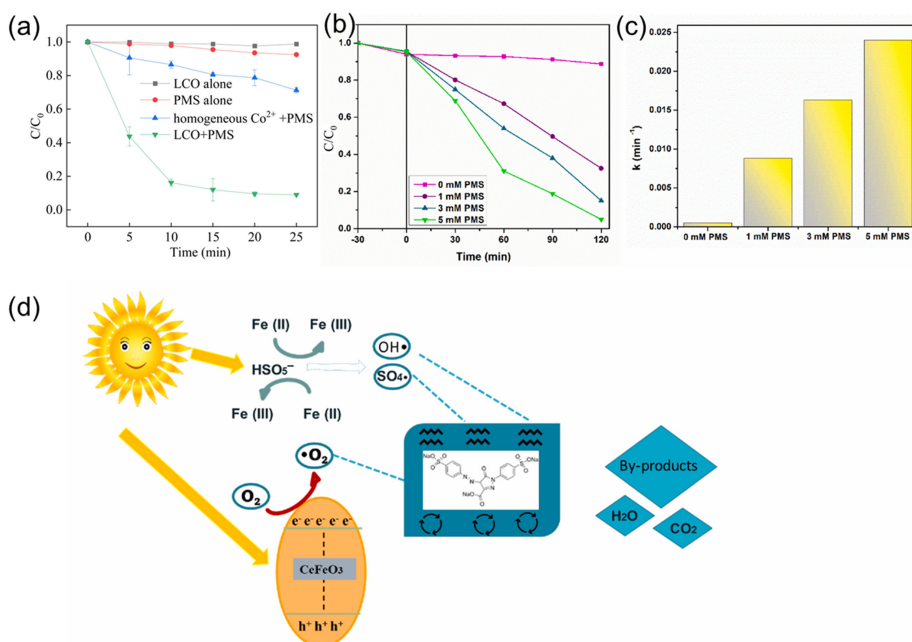 (a)
C/C₀
1.0
0.8
0.6
0.4
0.2
0.0
LCO alone
PMS alone
homogeneous Co²⁺ +PMS
LCO+PMS
0 5 10 15 20 25
Time (min)
(b)
C/C₀
1.0
0.8
0.6
0.4
0.2
0.0
0 mM PMS
1 mM PMS
3 mM PMS
5 mM PMS
-30 0 30 60 90 120
Time (min)
(c)
k (min ⁻¹)
0.025
0.020
0.015
0.010
0.005
0.000
0 mM PMS 1 mM PMS 3 mM PMS 5 mM PMS
(d)
Fe (II) Fe (III)
HSO₅⁻
Fe (III) Fe (II)
OH•
SO₄•
•O₂
O₂
e⁻ e⁻ e⁻ e⁻ e⁻
CeFeO₃
h⁺ h⁺ h⁺
NaO
ONa
NaO
By-products
H₂O
CO₂